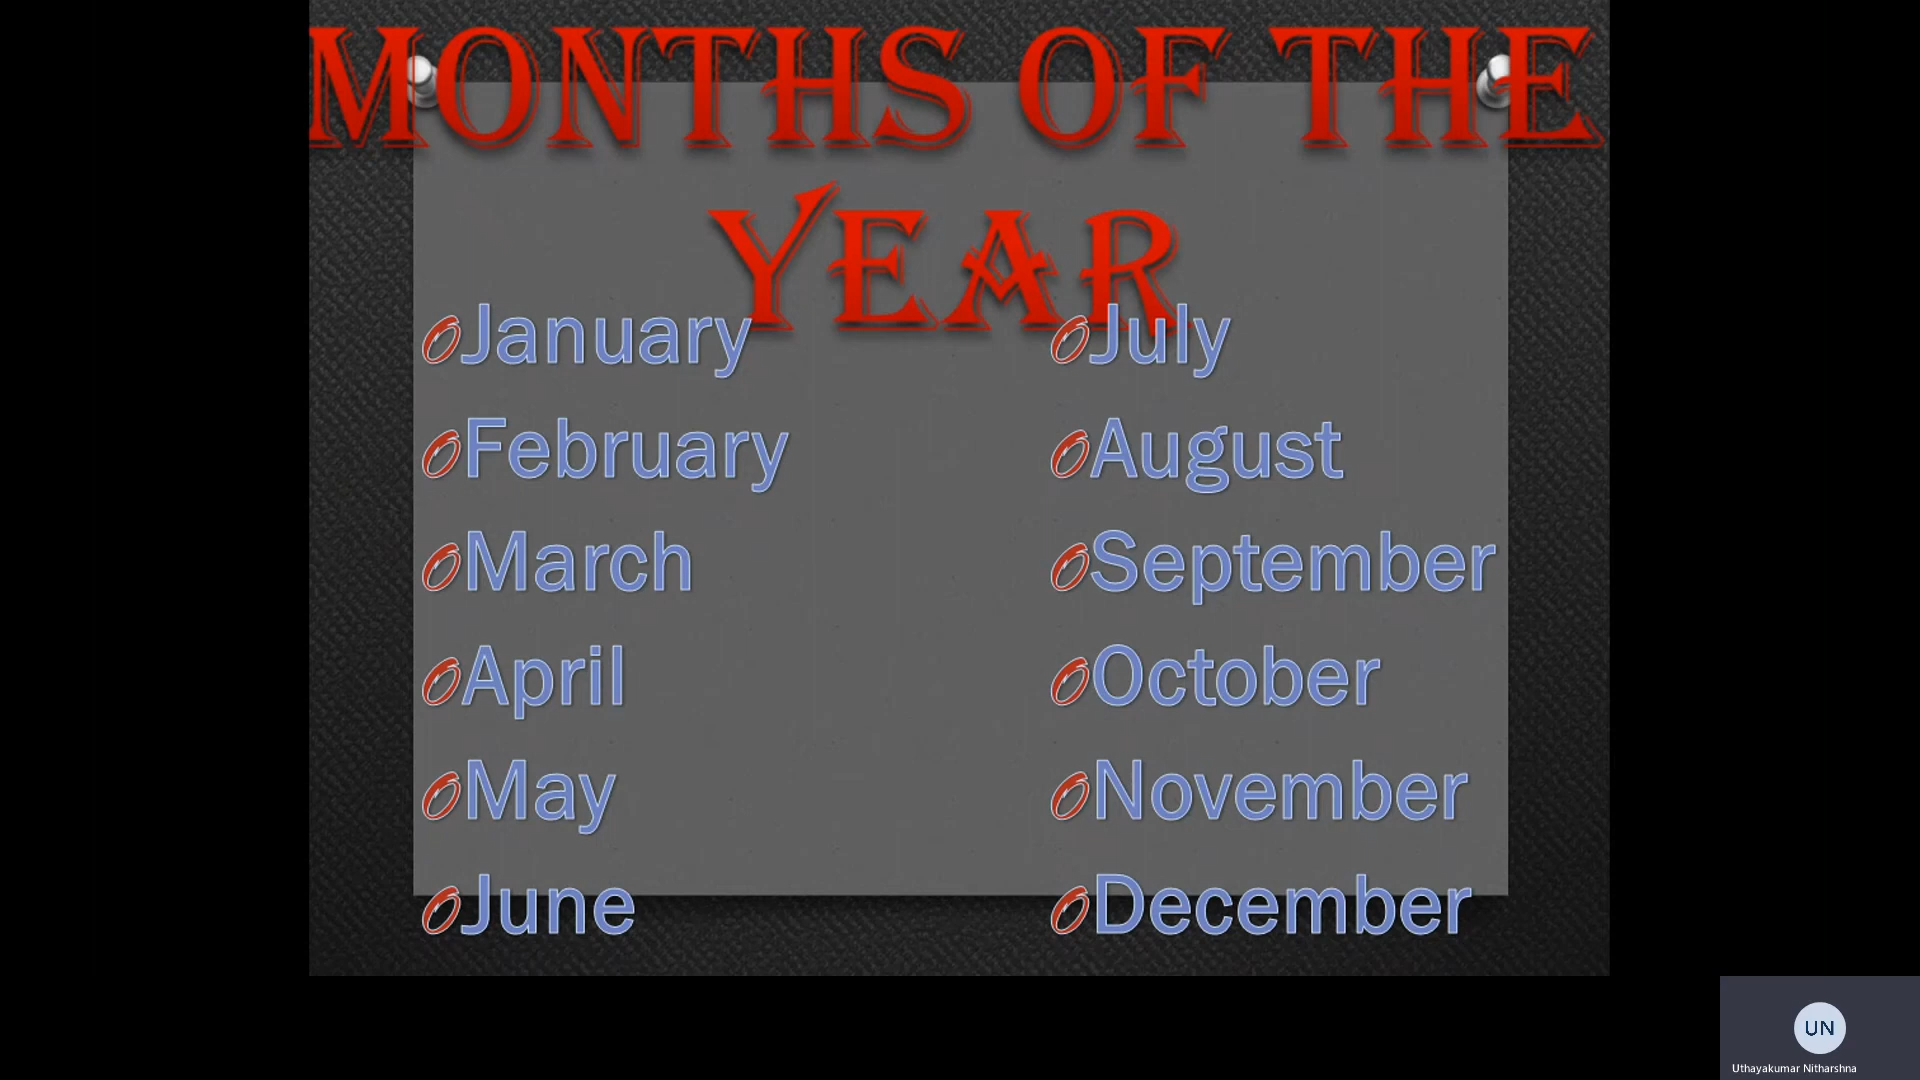 MONTHS OF THE
YEAR
January
February
March
April
May
June
July
August
September
October
November
December
UN
Uthayakumar Nitharshna